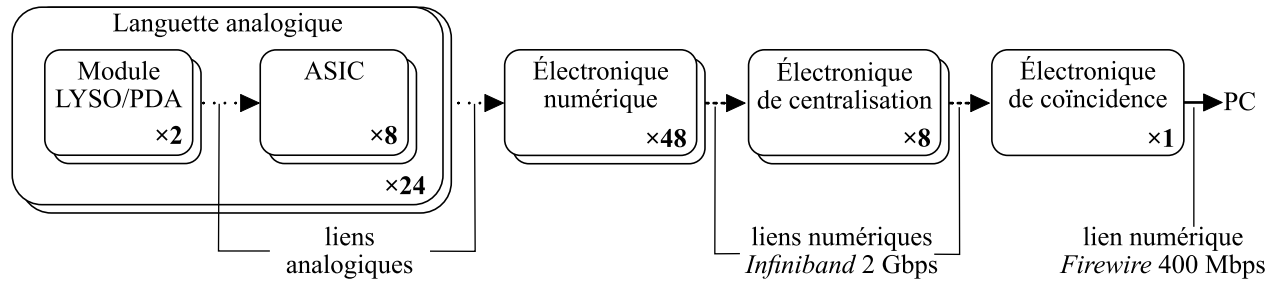 Languette analogique
Module
LYSO/PDA
×2
ASIC
×8
×24
Électronique
numérique
×48
Électronique
de centralisation
×8
Électronique
de coïncidence
×1
PC
liens
analogiques
liens numériques
Infiniband 2 Gbps
lien numérique
Firewire 400 Mbps